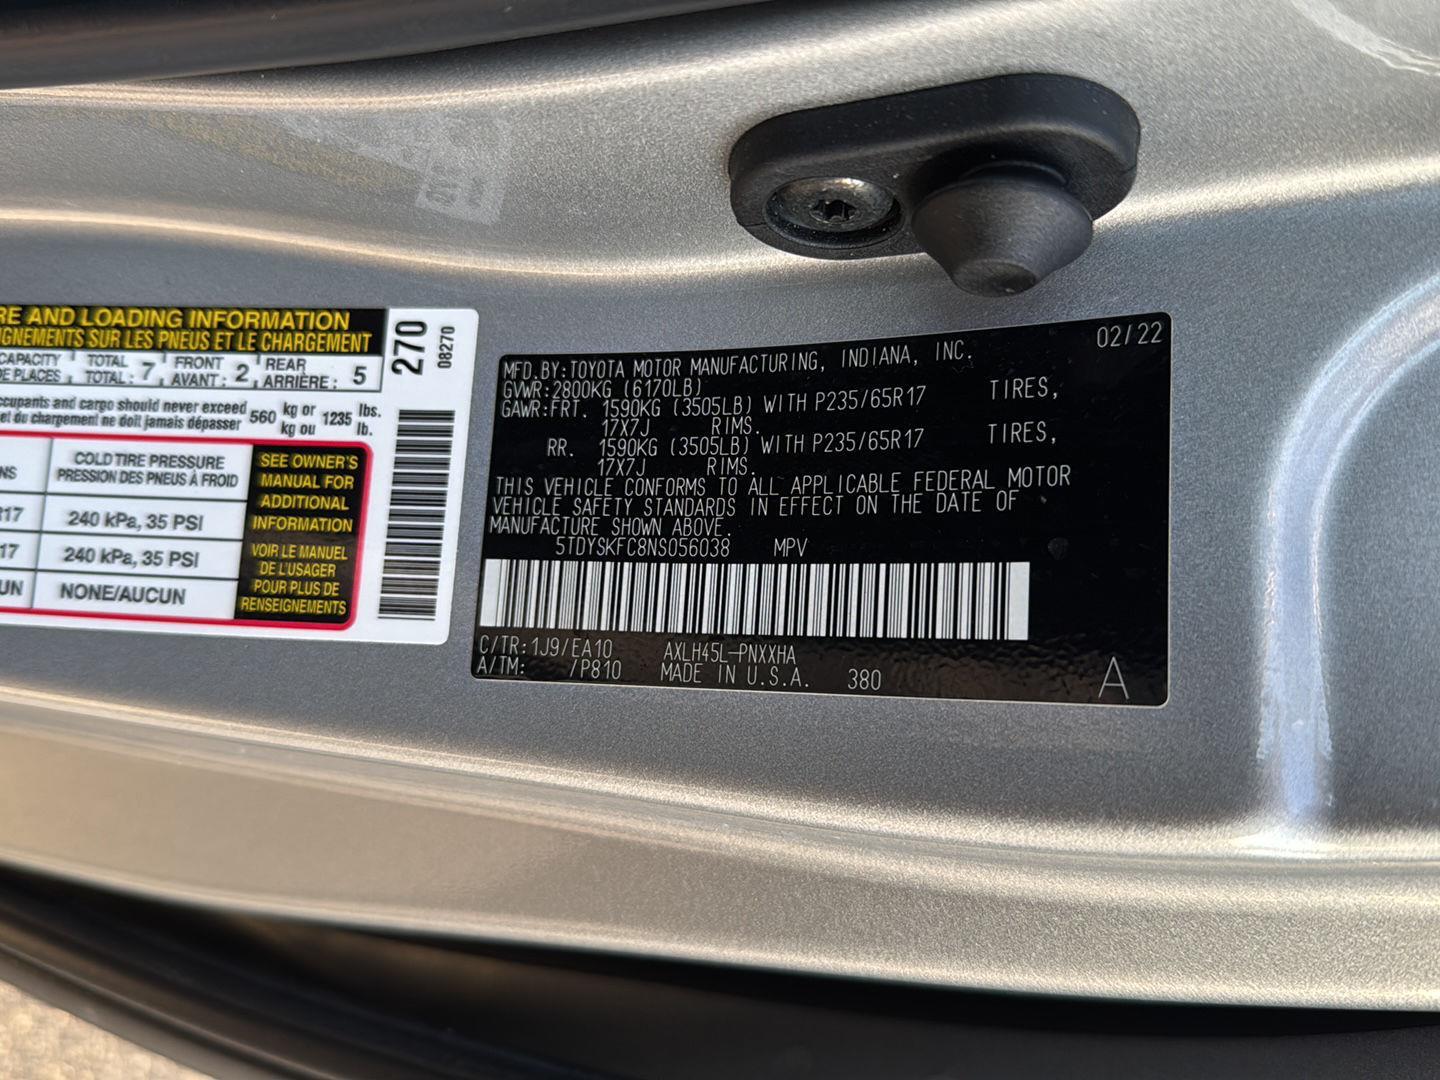 RE AND LOADING INFORMATION
IGNEMENTS SUR LES PNEUS ET LE CHARGEMENT
CAPACITY TOTAL : 7 FRONT 2 REAR 5
DE PLACES TOTAL : AVANT : ARRIÈRE :
ccupants and cargo should never exceed 560 kg or 1235 lbs.
et du chargement ne doit jamais dépasser kg ou lb.
COLD TIRE PRESSURE
PRESSION DES PNEUS À FROID
NS
R17 240 kPa, 35 PSI
17 240 kPa, 35 PSI
UN NONE/AUCUN
SEE OWNER'S
MANUAL FOR
ADDITIONAL
INFORMATION
VOIR LE MANUEL
DE L'USAGER
POUR PLUS DE
RENSEIGNEMENTS
270
08270
02/22
MFD.BY:TOYOTA MOTOR MANUFACTURING, INDIANA, INC.
GVWR:2800KG (6170LB)
GAWR:FRT. 1590KG (3505LB) WITH P235/65R17 TIRES,
17X7J RIMS.
RR. 1590KG (3505LB) WITH P235/65R17 TIRES,
17X7J RIMS.
THIS VEHICLE CONFORMS TO ALL APPLICABLE FEDERAL MOTOR
VEHICLE SAFETY STANDARDS IN EFFECT ON THE DATE OF
MANUFACTURE SHOWN ABOVE.
5TDYSKFC8NS056038 MPV
C/TR:1J9/EA10 AXLH45L-PNXXHA
A/TM: /P810 MADE IN U.S.A. 380 A